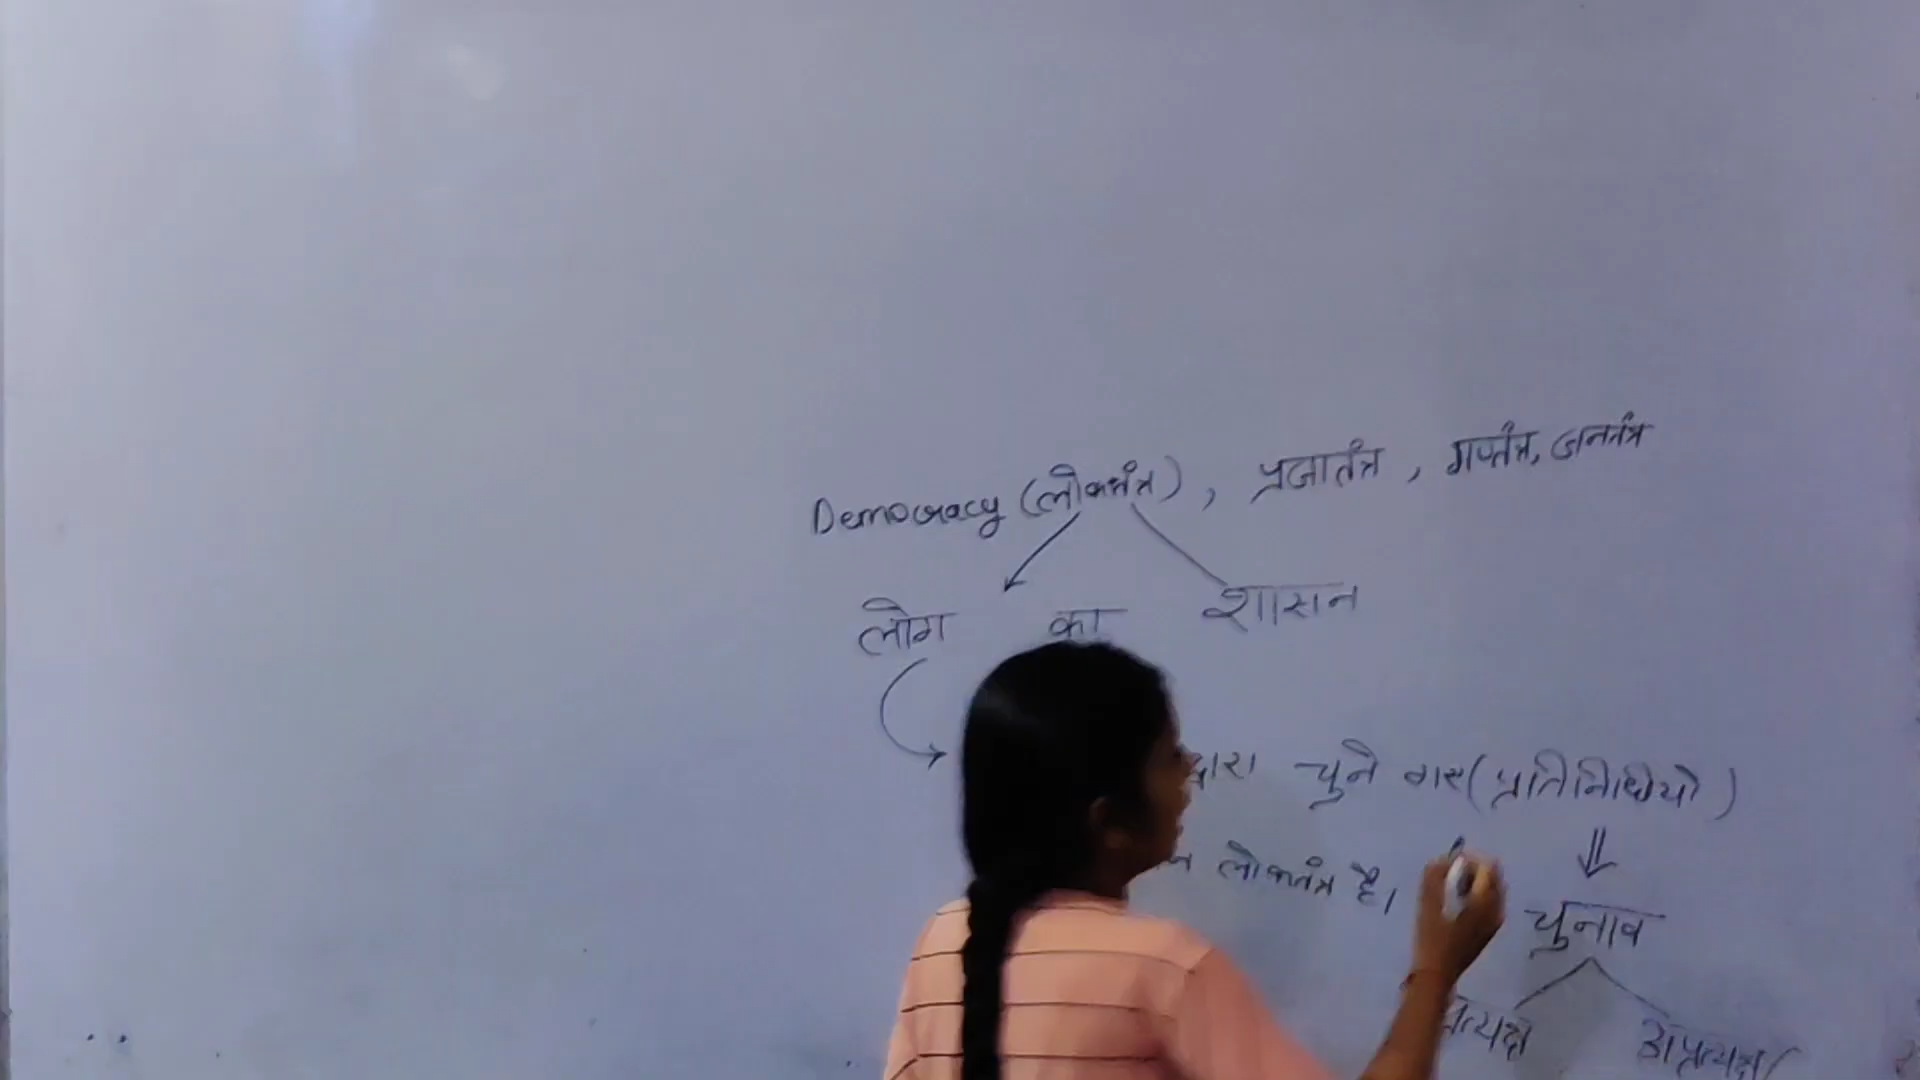 Democracy (लोकतंत्र), प्रजातंत्र, गणतंत्र, जनतंत्र
लोग का शासन
द्वारा चुने गए (प्रतिनिधियो)
लोकतंत्र है।
चुनाव
प्रत्यक्ष अप्रत्यक्ष